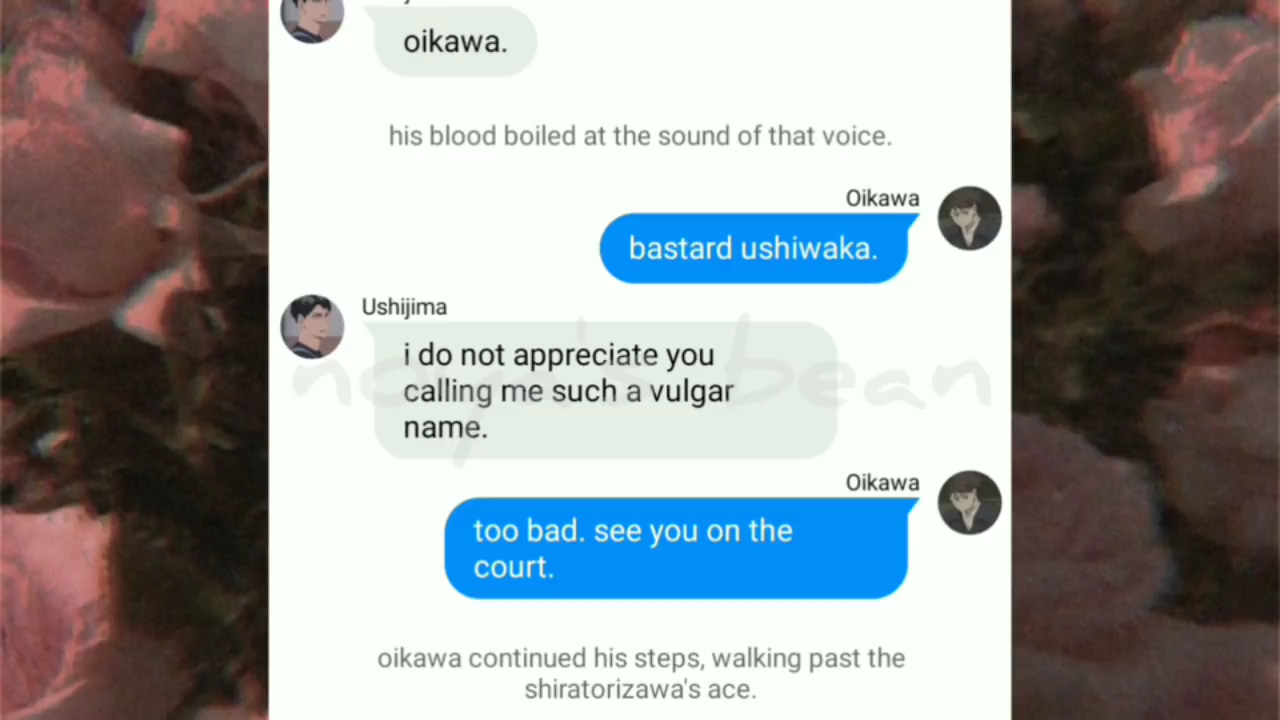 oikawa.
his blood boiled at the sound of that voice.
Oikawa
bastard ushiwaka.
Ushijima
i do not appreciate you
calling me such a vulgar
name.
noya's bean
Oikawa
too bad. see you on the
court.
oikawa continued his steps, walking past the
shiratorizawa's ace.